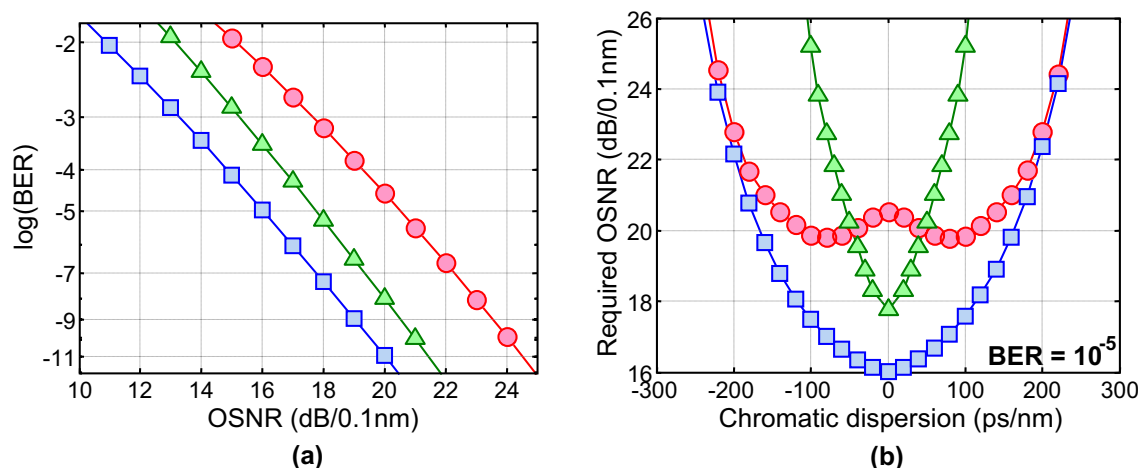 log(BER)
-2
-3
-4
-5
-7
-9
-11
10 12 14 16 18 20 22 24
OSNR (dB/0.1nm)
(a)
Required OSNR (dB/0.1nm)
26
24
22
20
18
16
BER = 10^-5
-300 -200 -100 0 100 200 300
Chromatic dispersion (ps/nm)
(b)